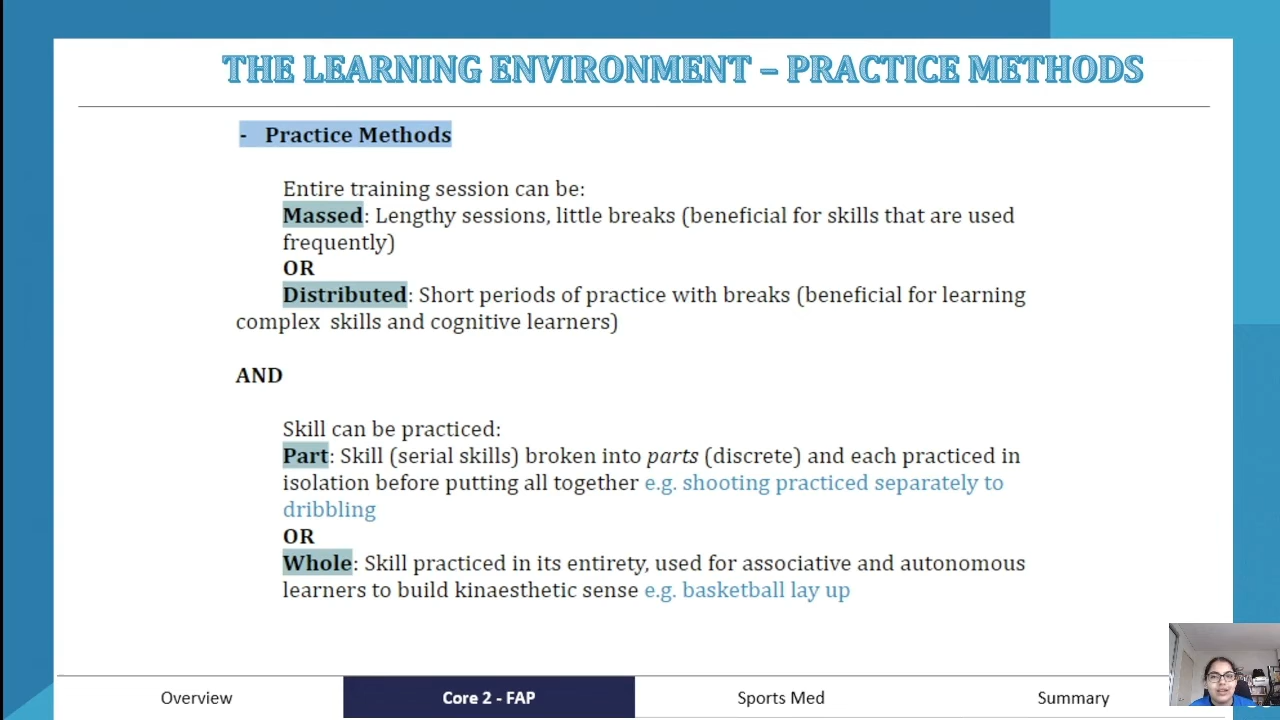 THE LEARNING ENVIRONMENT – PRACTICE METHODS
- Practice Methods
Entire training session can be:
Massed: Lengthy sessions, little breaks (beneficial for skills that are used
frequently)
OR
Distributed: Short periods of practice with breaks (beneficial for learning
complex skills and cognitive learners)
AND
Skill can be practiced:
Part: Skill (serial skills) broken into parts (discrete) and each practiced in
isolation before putting all together e.g. shooting practiced separately to
dribbling
OR
Whole: Skill practiced in its entirety, used for associative and autonomous
learners to build kinaesthetic sense e.g. basketball lay up
Overview Core 2 - FAP Sports Med Summary